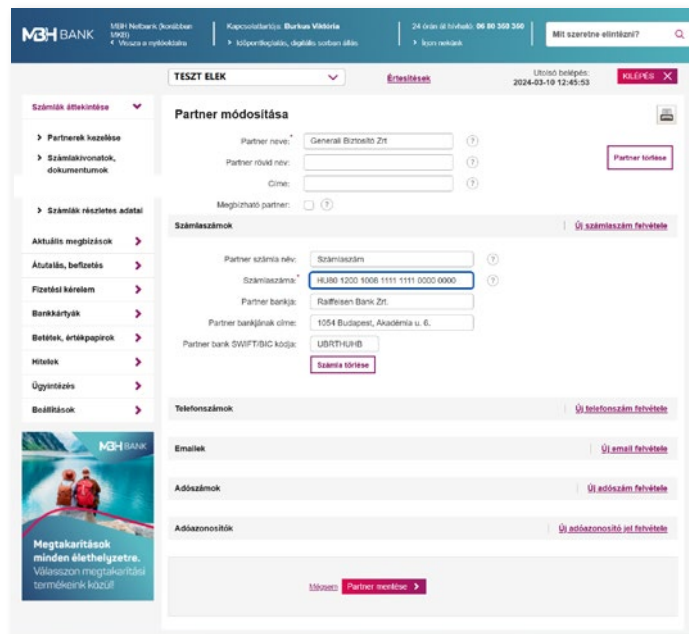 MBH BANK
MBH Netbank (korábban MKB)
Vissza a nyitóoldalra
Kapcsolattartója: Burkus Viktória
Időpontfoglalás, digitális sorban állás
24 órán át hívható: 06 80 350 350
Írjon nekünk
Mit szeretne elintézni?
TESZT ELEK
Értesítések
Utolsó belépés:
2024-03-10 12:45:53
KILÉPÉS X
Számlák áttekintése
Partnerek kezelése
Számlakivonatok, dokumentumok
Számlák részletes adatai
Aktuális megbízások
Átutalás, befizetés
Fizetési kérelem
Bankkártyák
Betétek, értékpapírok
Hitelek
Ügyintézés
Beállítások
MBH BANK
Megtakarítások
minden élethelyzetre.
Válasszon megtakarítási
termékeink közül!
Partner módosítása
Partner neve:* Generali Biztosító Zrt
Partner rövid név:
Partner törlése
Címe:
Megbízható partner:
Számlaszámok
Új számlaszám felvétele
Partner számla név: Számlaszám
Számlaszáma:* HU80 1200 1008 1111 1111 0000 0000
Partner bankja: Raiffeisen Bank Zrt.
Partner bankjának címe: 1054 Budapest, Akadémia u. 6.
Partner bank SWIFT/BIC kódja: UBRTHUHB
Számla törlése
Telefonszámok
Új telefonszám felvétele
Emailek
Új email felvétele
Adószámok
Új adószám felvétele
Adóazonosítók
Új adóazonosító jel felvétele
Mégsem
Partner mentése